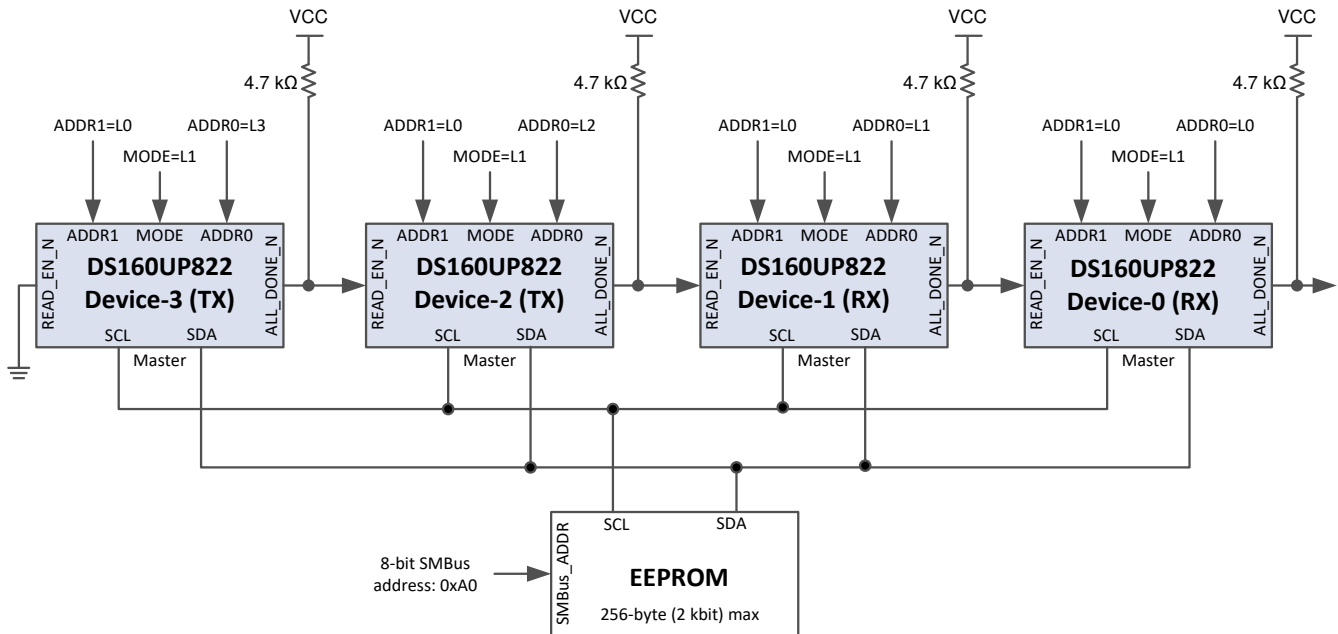 VCC
VCC
VCC
VCC
4.7 kΩ
4.7 kΩ
4.7 kΩ
4.7 kΩ
ADDR1=L0
ADDR0=L3
MODE=L1
ADDR1=L0
ADDR0=L2
MODE=L1
ADDR1=L0
ADDR0=L1
MODE=L1
ADDR1=L0
ADDR0=L0
MODE=L1
READ_EN_N
ADDR1
MODE
ADDR0
ALL_DONE_N
DS160UP822
Device-3 (TX)
SCL
SDA
Master
READ_EN_N
ADDR1
MODE
ADDR0
ALL_DONE_N
DS160UP822
Device-2 (TX)
SCL
SDA
Master
READ_EN_N
ADDR1
MODE
ADDR0
ALL_DONE_N
DS160UP822
Device-1 (RX)
SCL
SDA
Master
READ_EN_N
ADDR1
MODE
ADDR0
ALL_DONE_N
DS160UP822
Device-0 (RX)
SCL
SDA
Master
8-bit SMBus
address: 0xA0
SMBus_ADDR
SCL
SDA
EEPROM
256-byte (2 kbit) max